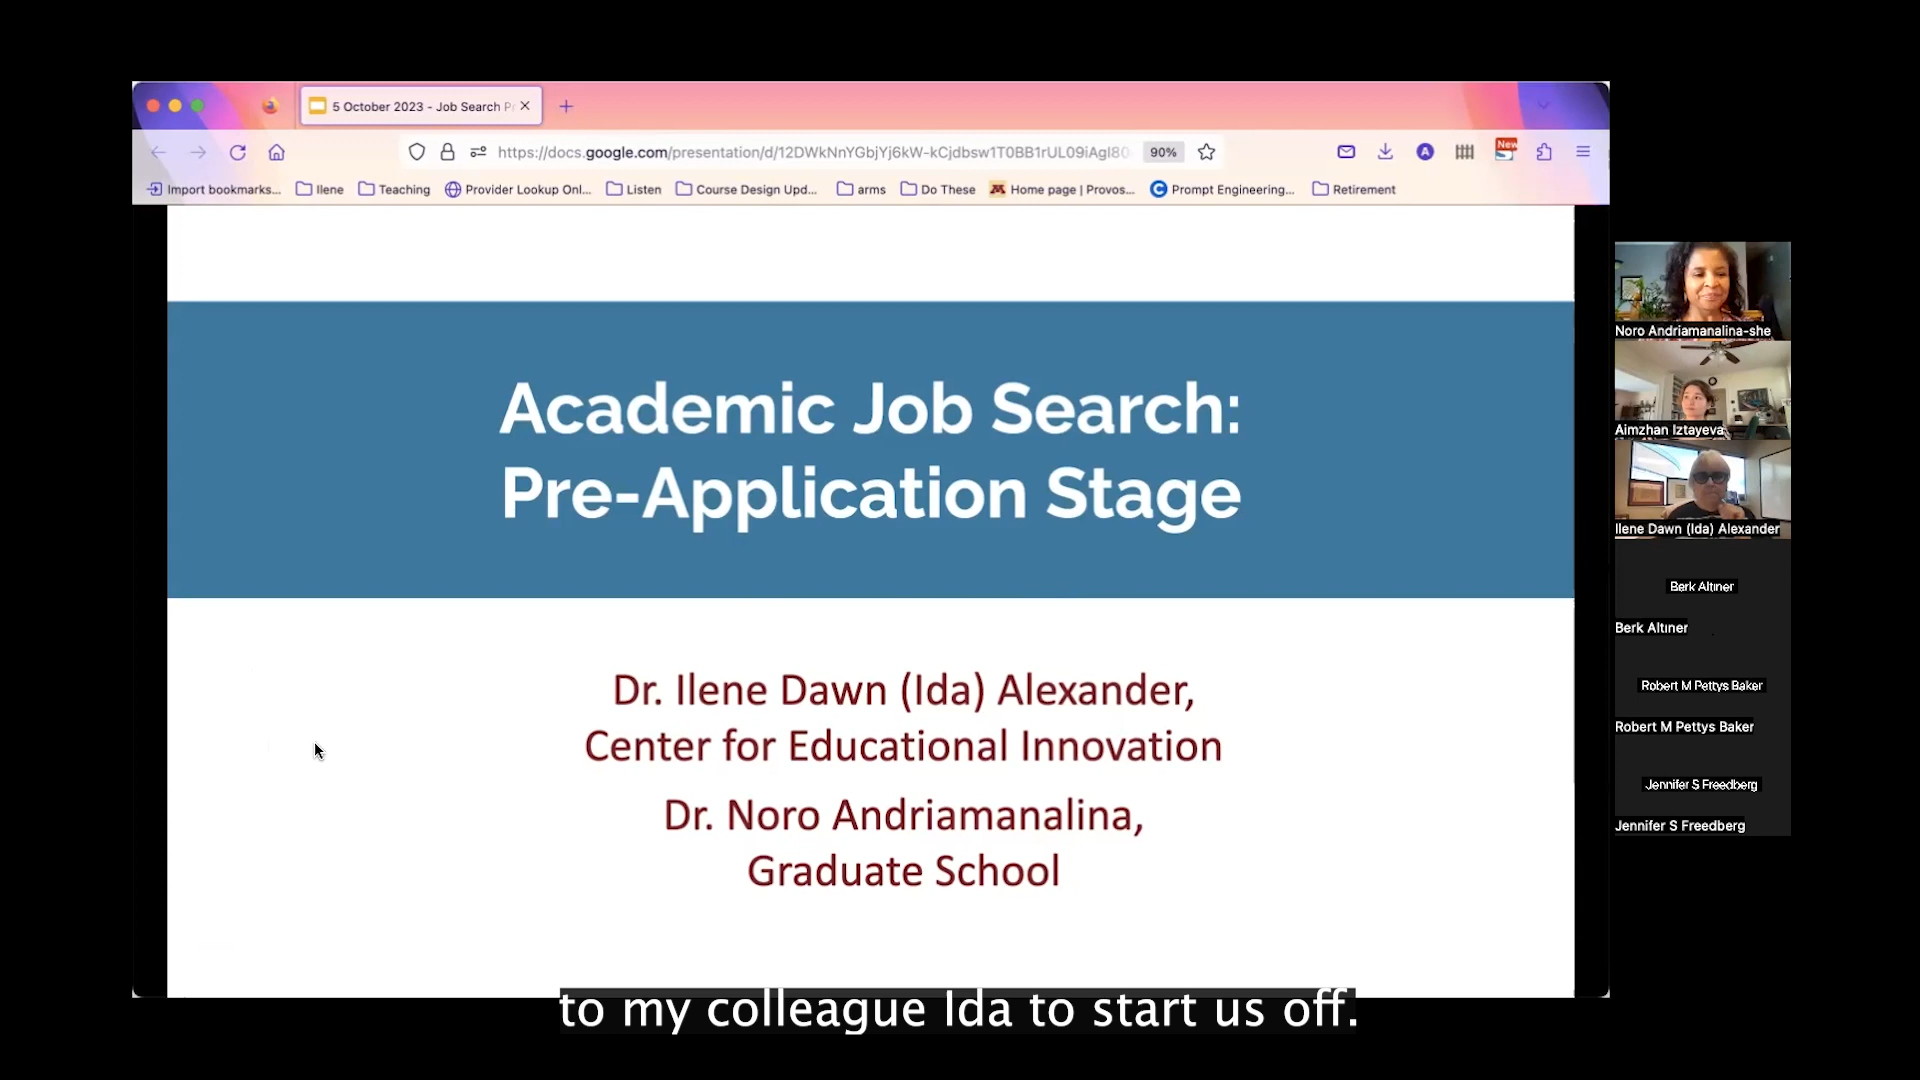 5 October 2023 - Job Search P
https://docs.google.com/presentation/d/12DWkNnYGbjYj6kW-kCjdbsw1T0BB1rUL09iAgI80
90%
A
New
Import bookmarks...
Ilene
Teaching
Provider Lookup Onl...
Listen
Course Design Upd...
arms
Do These
Home page | Provos...
Prompt Engineering...
Retirement
Academic Job Search:
Pre-Application Stage
Dr. Ilene Dawn (Ida) Alexander,
Center for Educational Innovation
Dr. Noro Andriamanalina,
Graduate School
Noro Andriamanalina-she
Aimzhan Iztayeva
Ilene Dawn (Ida) Alexander
Berk Altıner
Berk Altıner
Robert M Pettys Baker
Robert M Pettys Baker
Jennifer S Freedberg
Jennifer S Freedberg
to my colleague Ida to start us off.